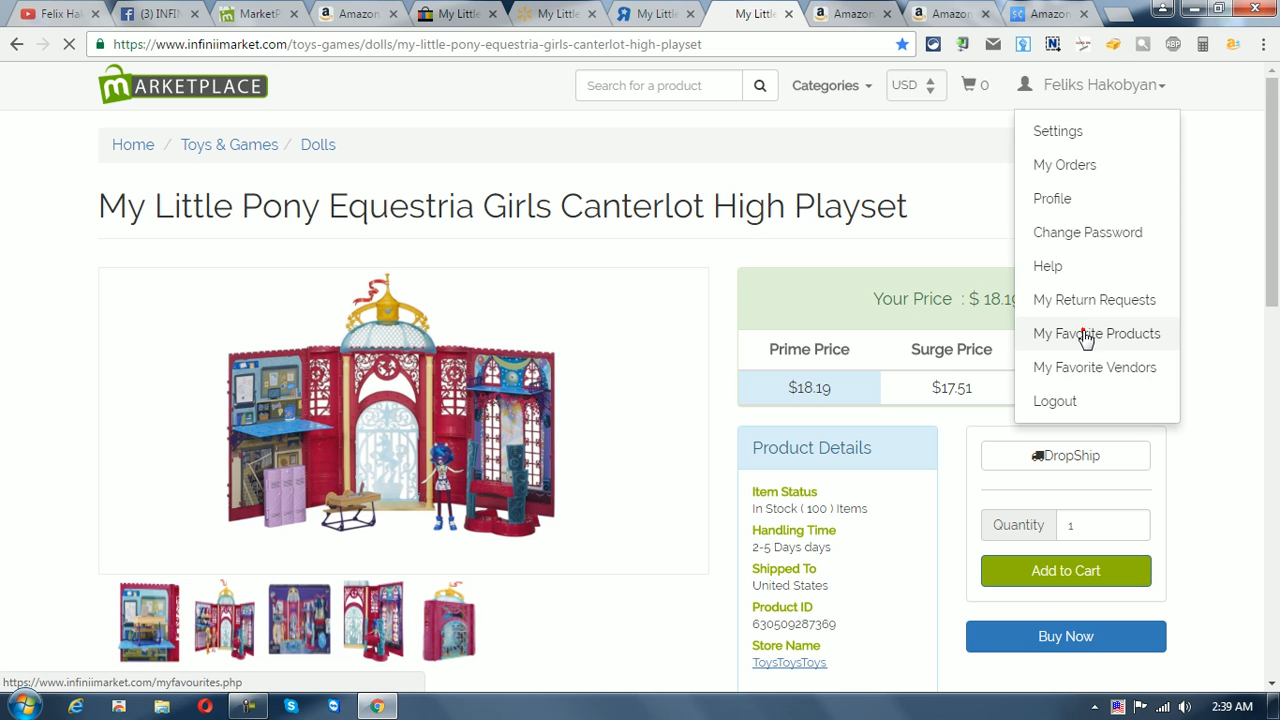 Felix Hak
(3) INFIN
MarketP
Amazon
My Little
My Little
My Little
My Little
Amazon
Amazon
Amazon
https://www.infiniimarket.com/toys-games/dolls/my-little-pony-equestria-girls-canterlot-high-playset
MARKETPLACE
Search for a product
Categories
USD
0
Feliks Hakobyan
Settings
My Orders
Profile
Change Password
Help
My Return Requests
My Favorite Products
My Favorite Vendors
Logout
Home / Toys & Games / Dolls
My Little Pony Equestria Girls Canterlot High Playset
Your Price : $ 18.19
Prime Price Surge Price
$18.19 $17.51
Product Details
Item Status
In Stock ( 100 ) Items
Handling Time
2-5 Days days
Shipped To
United States
Product ID
630509287369
Store Name
ToysToysToys
DropShip
Quantity 1
Add to Cart
Buy Now
https://www.infiniimarket.com/myfavourites.php
2:39 AM